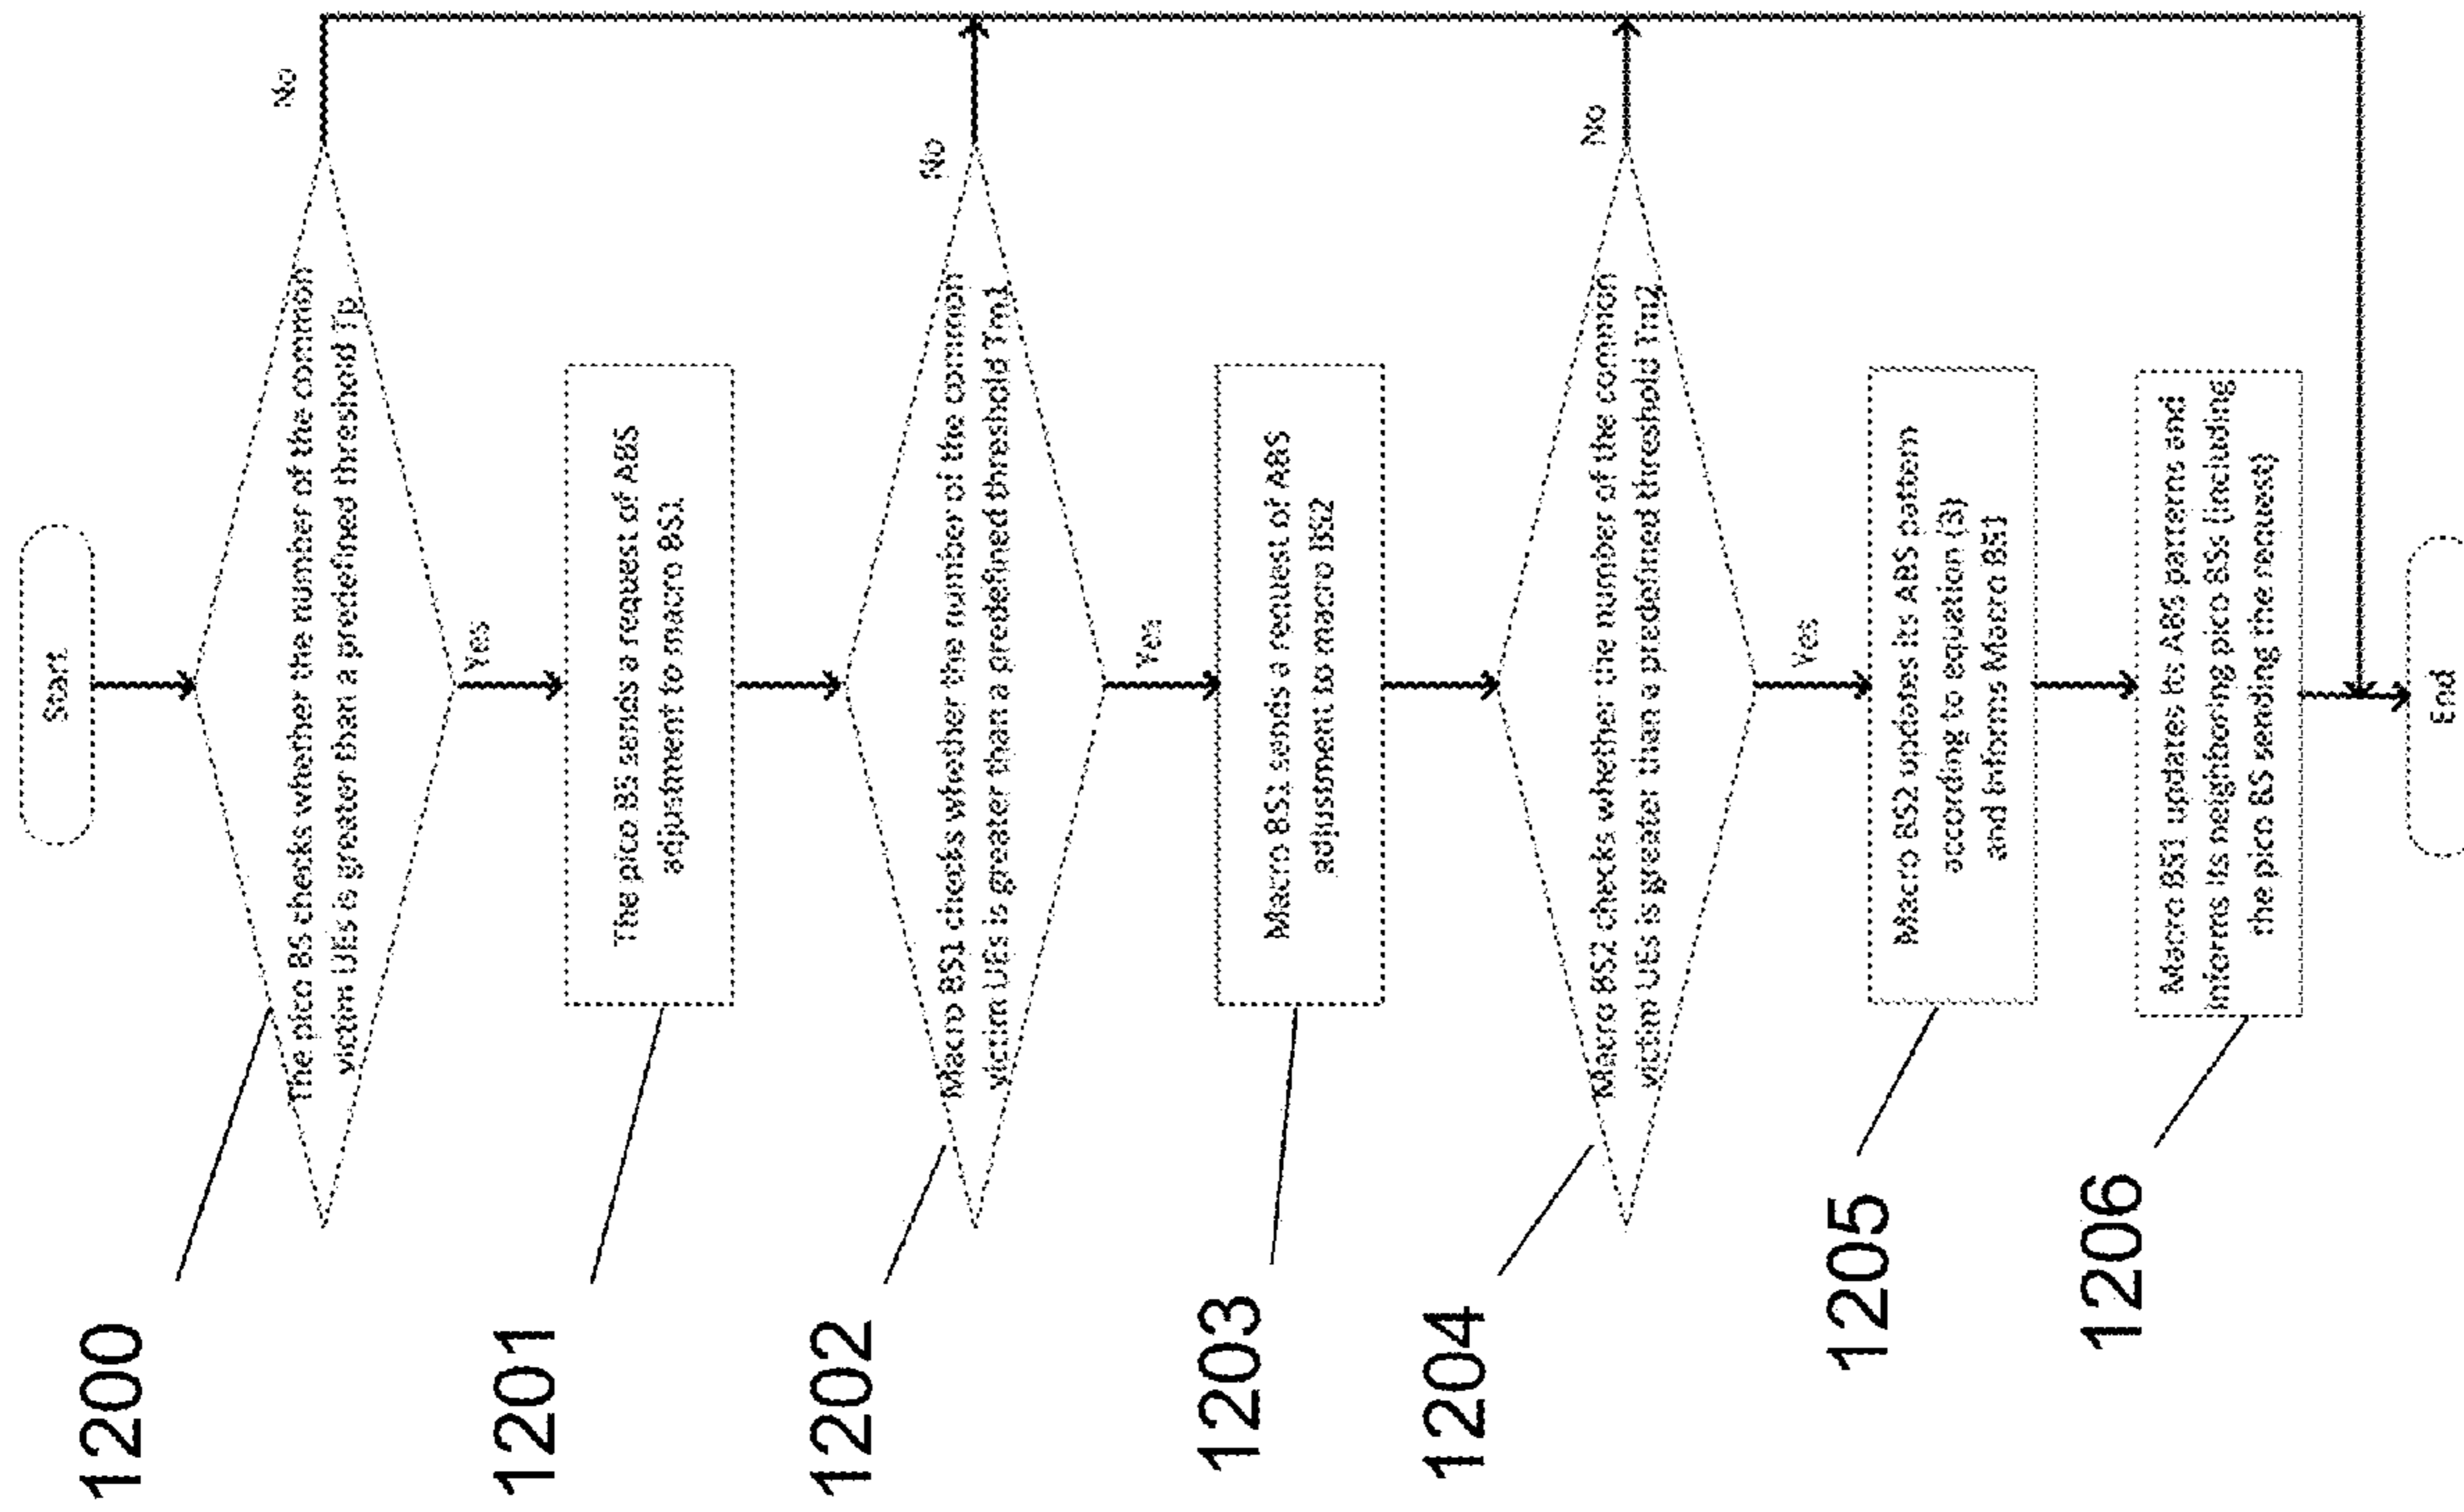 Start
1200
The pico BS checks whether the number of the common
victim UEs is greater than a predefined threshold Tp
No
Yes
1201
The pico BS sends a request of ABS
adjustment to macro BS1
1202
Macro BS1 checks whether the number of the common
victim UEs is greater than a predefined threshold Tm1
No
Yes
1203
Macro BS1 sends a request of ABS
adjustment to macro BS2
1204
Macro BS2 checks whether the number of the common
victim UEs is greater than a predefined threshold Tm2
No
Yes
1205
Macro BS2 updates its ABS pattern
according to equation (3)
and informs Macro BS1
1206
Macro BS1 updates its ABS patterns and
informs its neighboring pico BSs (including
the pico BS sending the request)
End